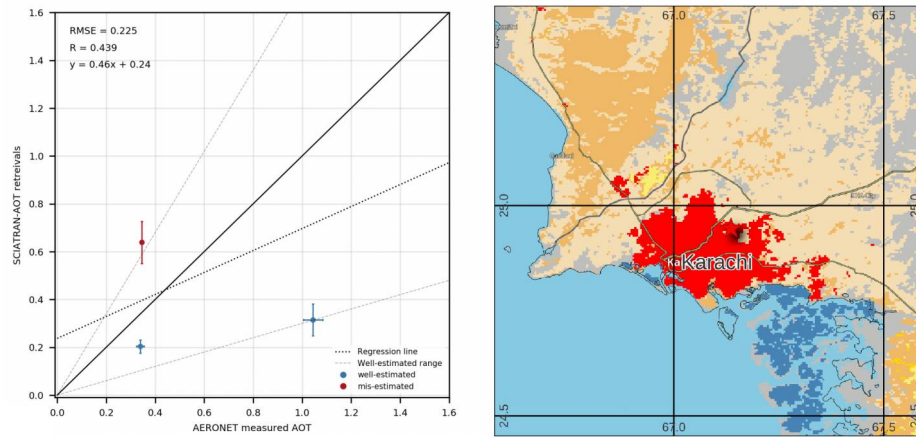 RMSE = 0.225
R = 0.439
y = 0.46x + 0.24
SCIATRAN-AOT retreivals
1.6
1.4
1.2
1.0
0.8
0.6
0.4
0.2
0.0
0.0 0.2 0.4 0.6 0.8 1.0 1.2 1.4 1.6
AERONET measured AOT
Regression line
Well-estimated range
well-estimated
mis-estimated
67.0 67.5
25.0 25.0
Ka Karachi
24.5 67.0 67.5 24.5